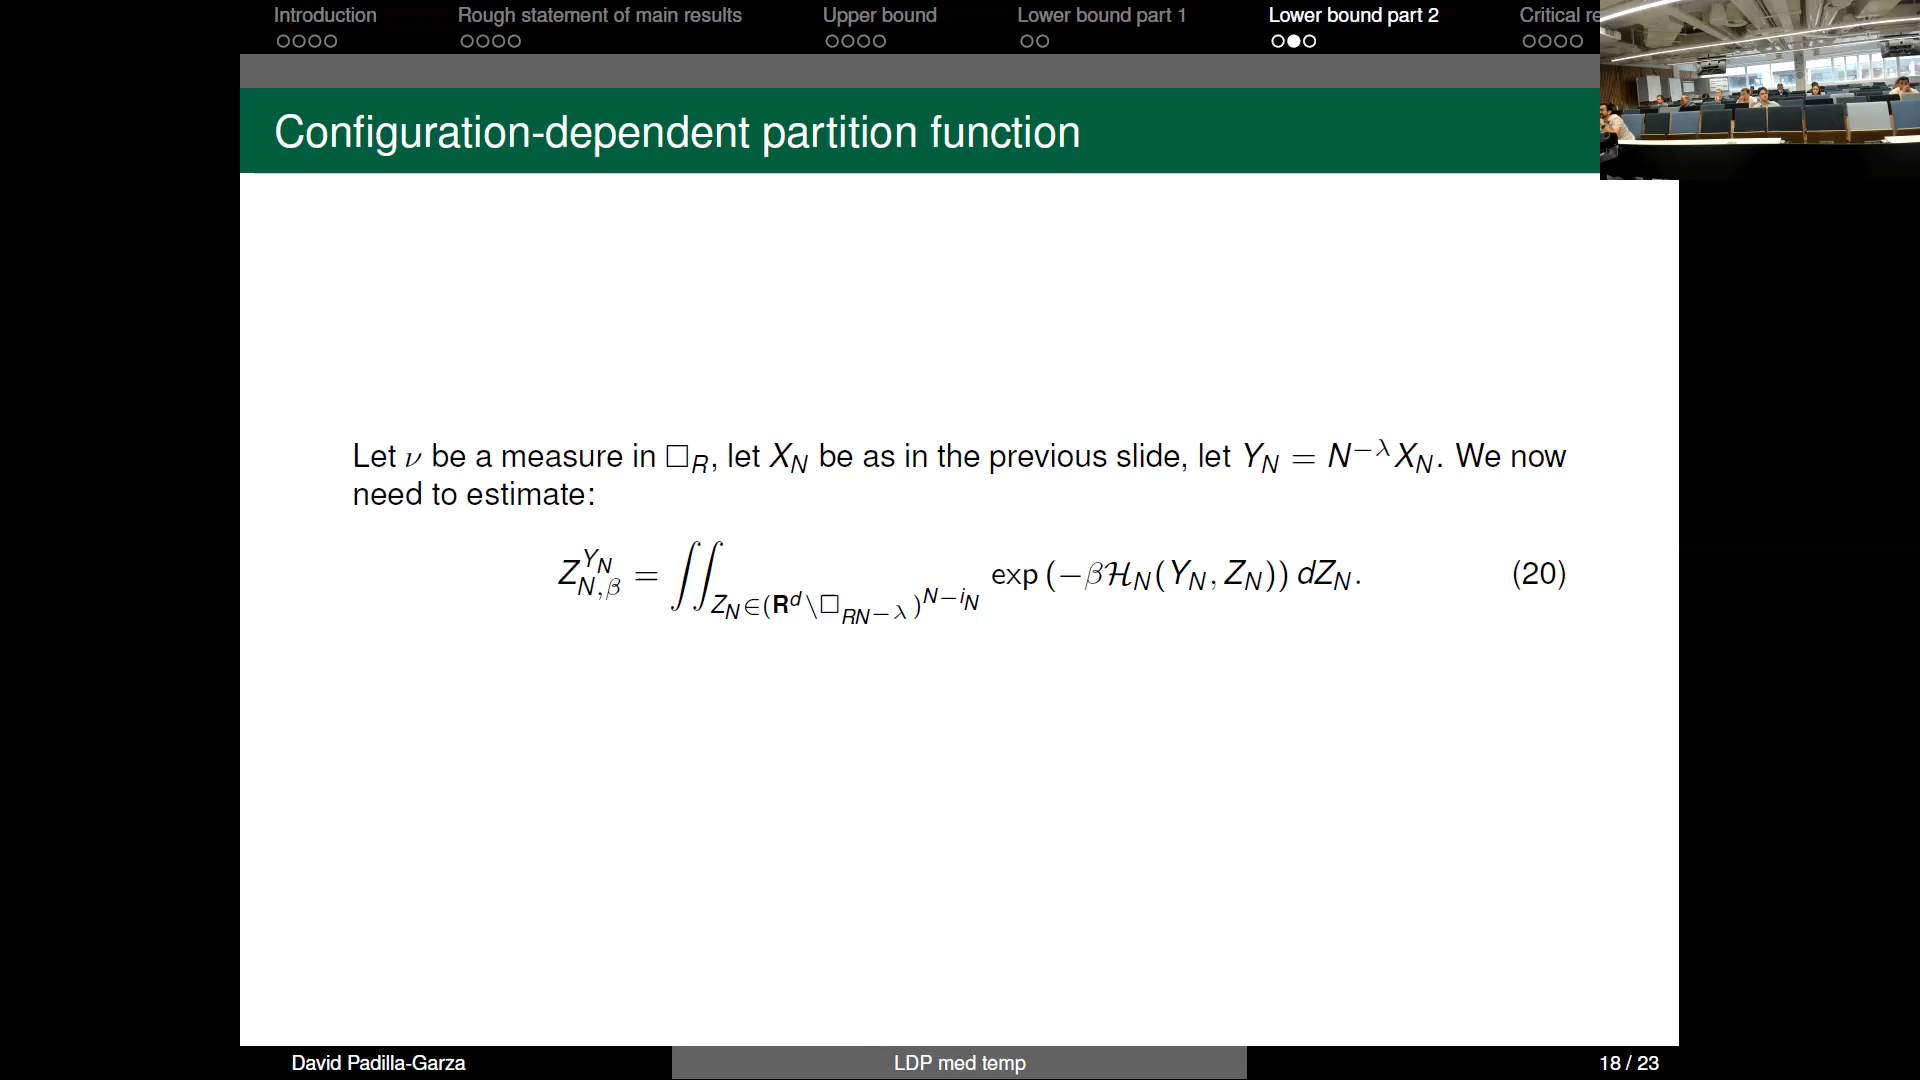 Introduction
Rough statement of main results
Upper bound
Lower bound part 1
Lower bound part 2
Critical re
Configuration-dependent partition function
Let ν be a measure in □_R, let X_N be as in the previous slide, let Y_N = N^{−λ}X_N. We now
need to estimate:
Z_{N,β}^{Y_N} = ∬_{Z_N∈(R^d\□_{RN^{−λ}})^{N−i_N}} exp (−βH_N(Y_N, Z_N)) dZ_N. (20)
David Padilla-Garza
LDP med temp
18 / 23